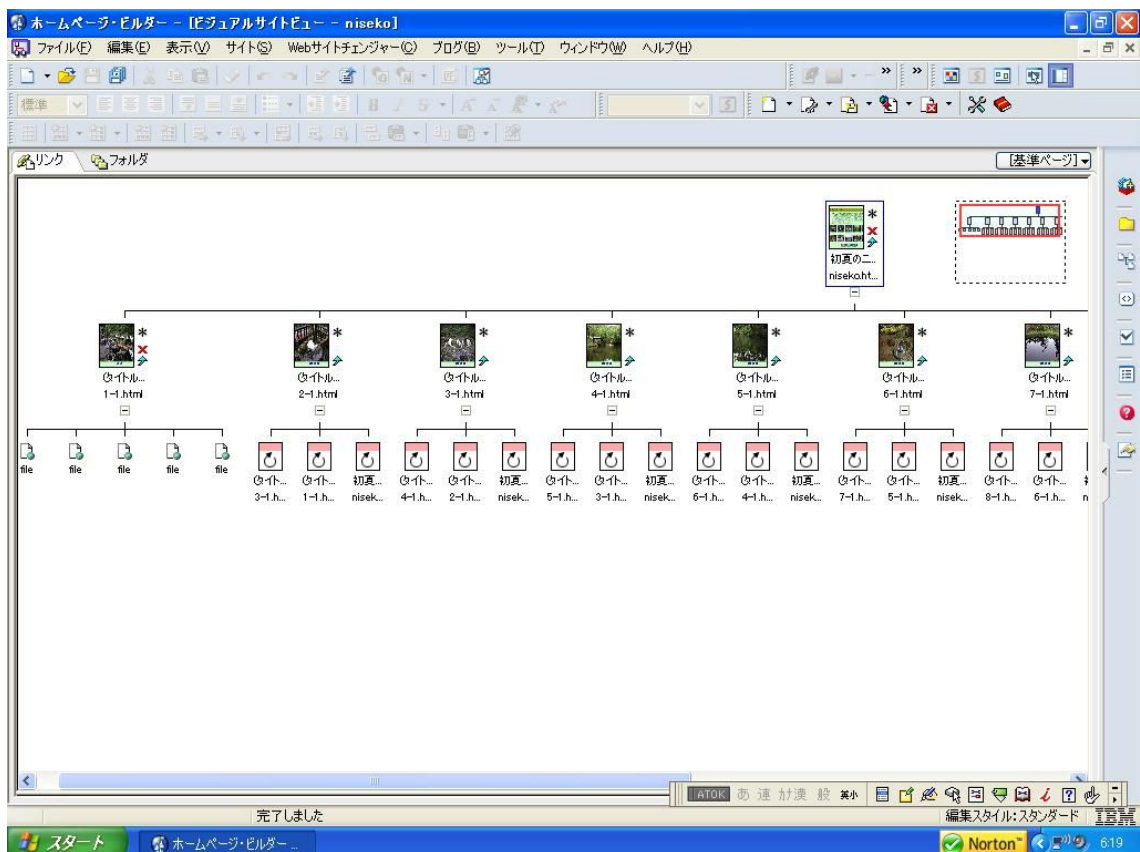 ホームページ・ビルダー - [ビジュアルサイトビュー - niseko]
ファイル(F) 編集(E) 表示(V) サイト(S) Webサイトチェンジャー(C) ブログ(B) ツール(T) ウィンドウ(W) ヘルプ(H)
標準
リンク フォルダ [基準ページ]
初夏のニ...
niseko.ht...
(タイトル... (タイトル... (タイトル... (タイトル... (タイトル... (タイトル... (タイトル...
1-1.html 2-1.html 3-1.html 4-1.html 5-1.html 6-1.html 7-1.html
file file file file file
(タイト... (タイト... 初夏... (タイト... (タイト... 初夏... (タイト... (タイト... 初夏... (タイト... (タイト... 初夏... (タイト... (タイト... 初夏... (タイト... (タイト...
3-1.h... 1-1.h... nisek... 4-1.h... 2-1.h... nisek... 5-1.h... 3-1.h... nisek... 6-1.h... 4-1.h... nisek... 7-1.h... 5-1.h... nisek... 8-1.h... 6-1.h... n
ATOK あ 連 般 英小
完了しました 編集スタイル:スタンダード IBM
スタート ホームページ・ビルダー ... Norton 6:19